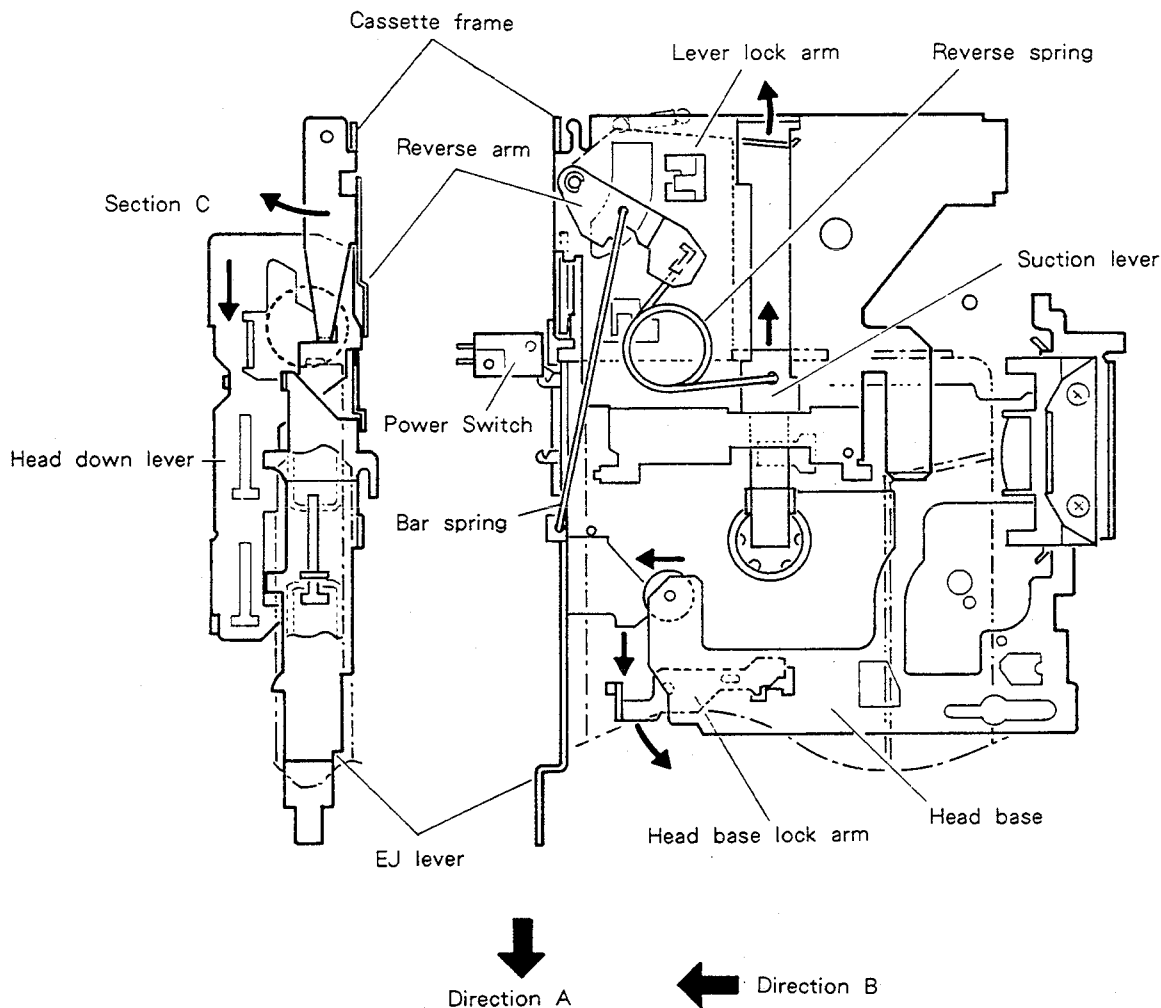 Cassette frame
Lever lock arm
Reverse spring
Reverse arm
Section C
Suction lever
Power Switch
Head down lever
Bar spring
Head base
Head base lock arm
EJ lever
Direction A
Direction B